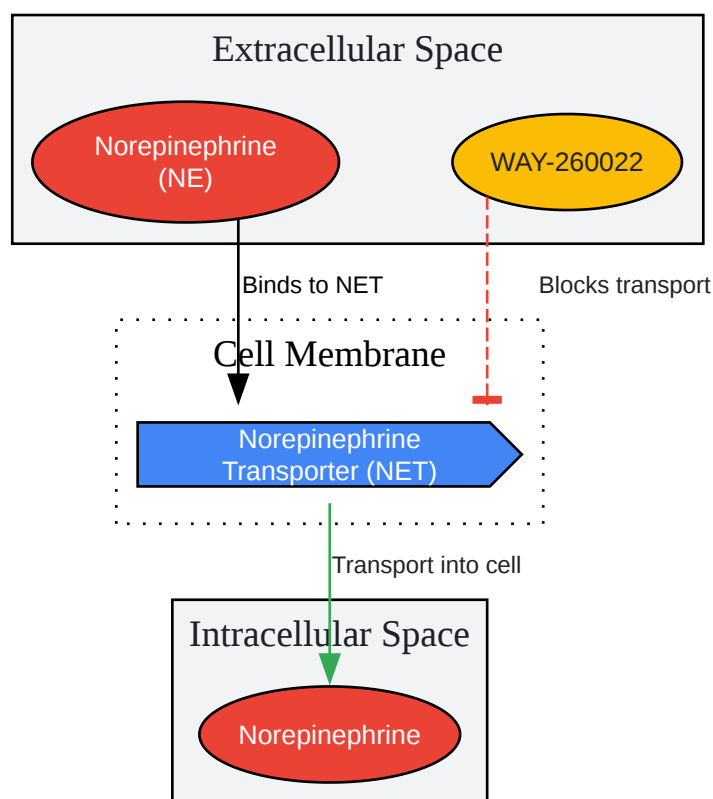 Extracellular Space
Norepinephrine
(NE)
WAY-260022
Binds to NET
Blocks transport
Cell Membrane
Norepinephrine
Transporter (NET)
Transport into cell
Intracellular Space
Norepinephrine